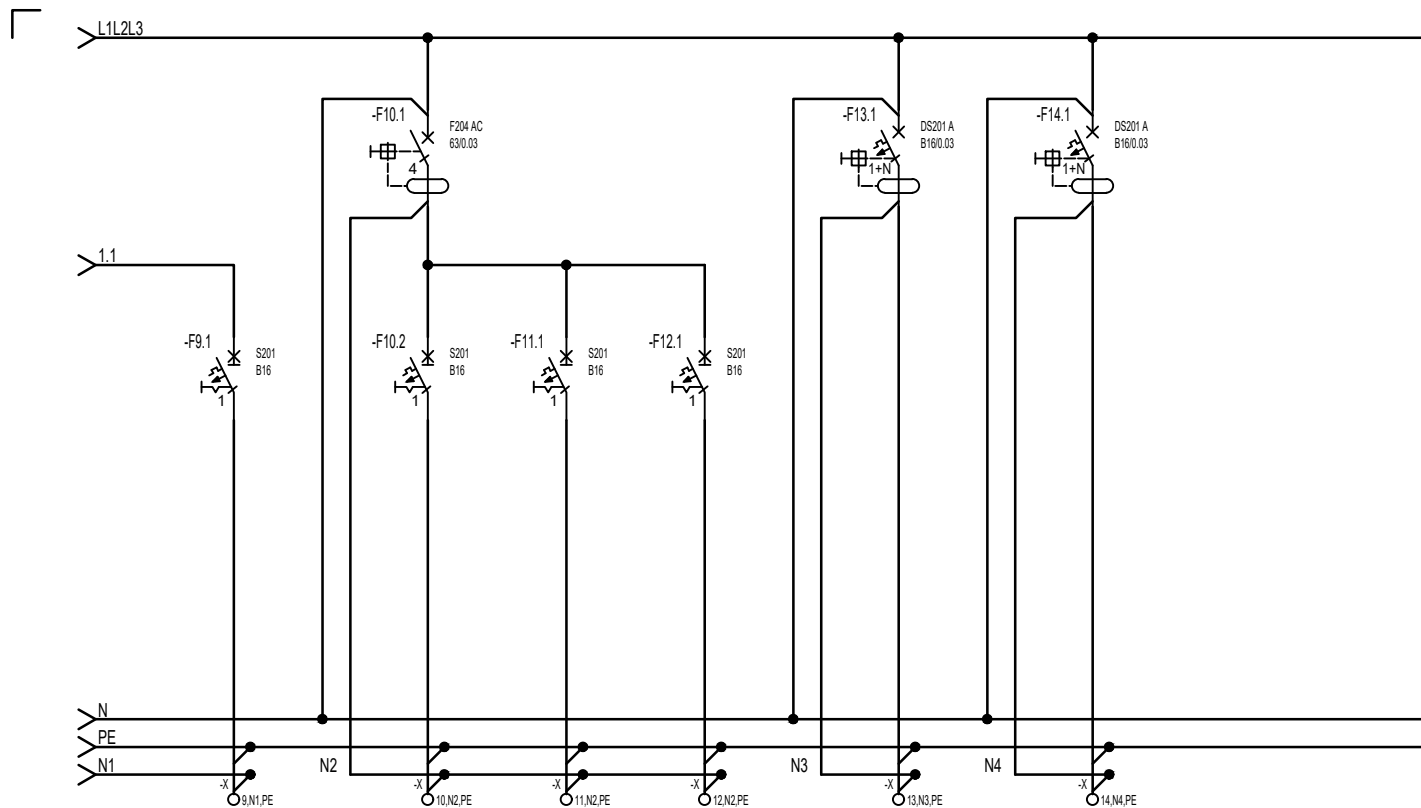 L1L2L3
-F10.1
F204 AC
63/0.03
4
-F13.1
DS201 A
B16/0.03
1+N
-F14.1
DS201 A
B16/0.03
1+N
1.1
-F9.1
S201
B16
1
-F10.2
S201
B16
1
-F11.1
S201
B16
1
-F12.1
S201
B16
1
N
PE
N1
N2
N3
N4
-X
9,N1,PE
-X
10,N2,PE
-X
11,N2,PE
-X
12,N2,PE
-X
13,N3,PE
-X
14,N4,PE